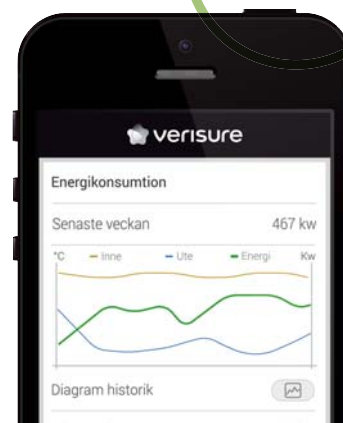 verisure
Energikonsumtion
Senaste veckan 467 kw
°C Inne Ute Energi Kw
Diagram historik